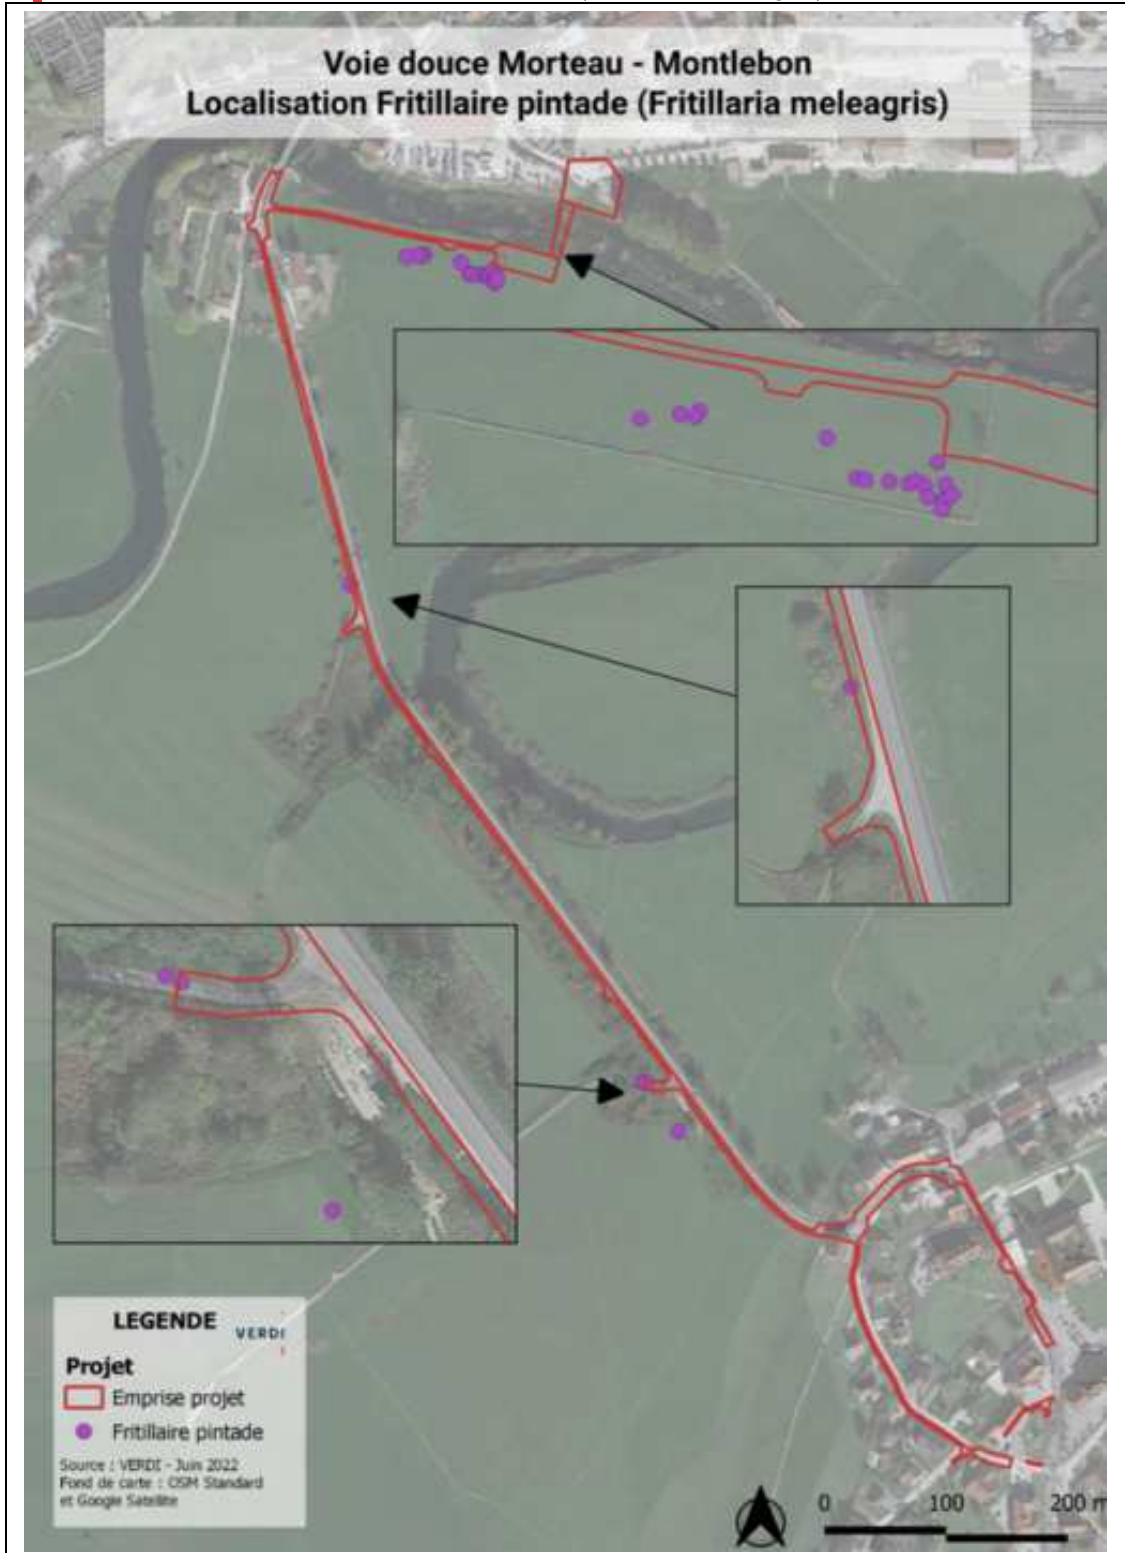 Voie douce Morteau - Montlebon
Localisation Fritillaire pintade (Fritillaria meleagris)
LEGENDE
VERDI
Projet
Emprise projet
Fritillaire pintade
Source : VERDI - Juin 2022
Fond de carte : OSM Standard
et Google Satellite
0 100 200 m